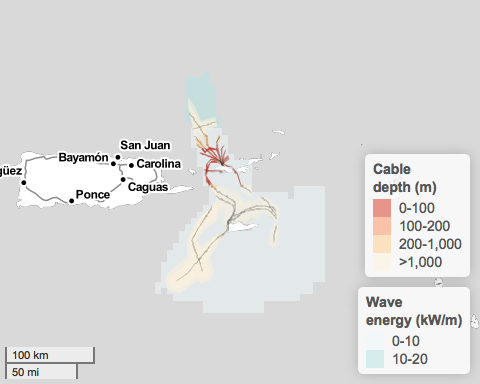 San Juan
Bayamón
Carolina
güez
Caguas
Ponce
Cable
depth (m)
0-100
100-200
200-1,000
>1,000
Wave
energy (kW/m)
0-10
10-20
100 km
50 mi